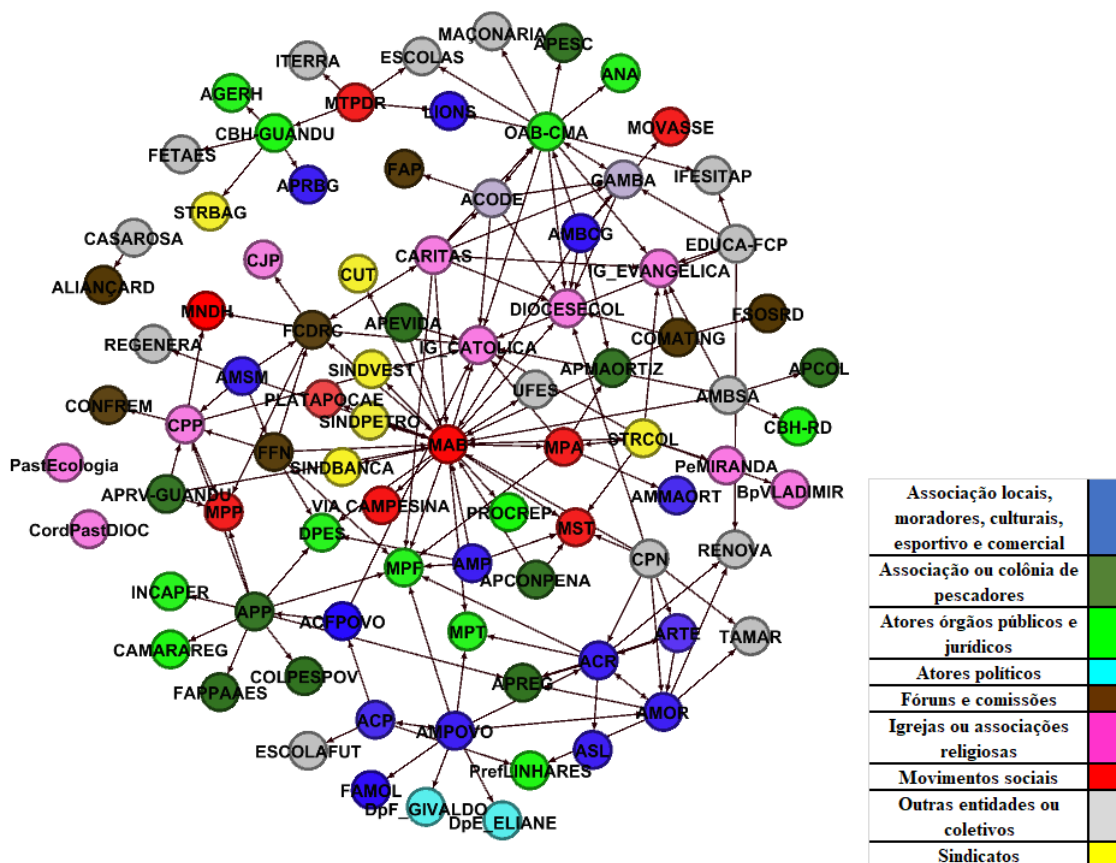 MAÇONARIA
APESC
ITERRA
ESCOLAS
ANA
AGERH
MTPDR
LIONS
OAB-CMA
MOVASSE
CBH-GUANDU
FETAES
FAP
GAMBA
IFESITAP
APRBG
ACODE
STRBAG
AMBCG
EDUCA-FCP
CASAROSA
CJP
CUT
CARITAS
IG_EVANGELICA
ALIANÇARD
MNDH
APEVIDA
DIOCESECOL
FSOSRD
FCDRC
COMATING
REGENERA
IG_CATOLICA
AMSM
SINDVEST
APMAORTIZ
APCOL
UFES
PLATAPOCAE
AMBSA
CONFREM
CPP
SINDPETRO
CBH-RD
FFN
MAB
MPA
STRCOL
PastEcologia
SINDBANCA
PeMIRANDA
APRV-GUANDU
BpVLADIMIR
MPP
VIA CAMPESINA
AMMAORT
CordPastDIOC
DPES
PROCREP
MST
RENOVA
MPF
AMP
CPN
APCONPENA
INCAPER
APP
ACFPOVO
MPT
ARTE
TAMAR
CAMARAREG
ACR
COLPESPOV
APREG
FAPPAAES
ACP
AMPOVO
AMOR
ESCOLAFUT
ASL
PrefLINHARES
FAMOL
DpF_GIVALDO
DpE_ELIANE
Associação locais,
moradores, culturais,
esportivo e comercial
Associação ou colônia de
pescadores
Atores órgãos públicos e
jurídicos
Atores políticos
Fóruns e comissões
Igrejas ou associações
religiosas
Movimentos sociais
Outras entidades ou
coletivos
Sindicatos